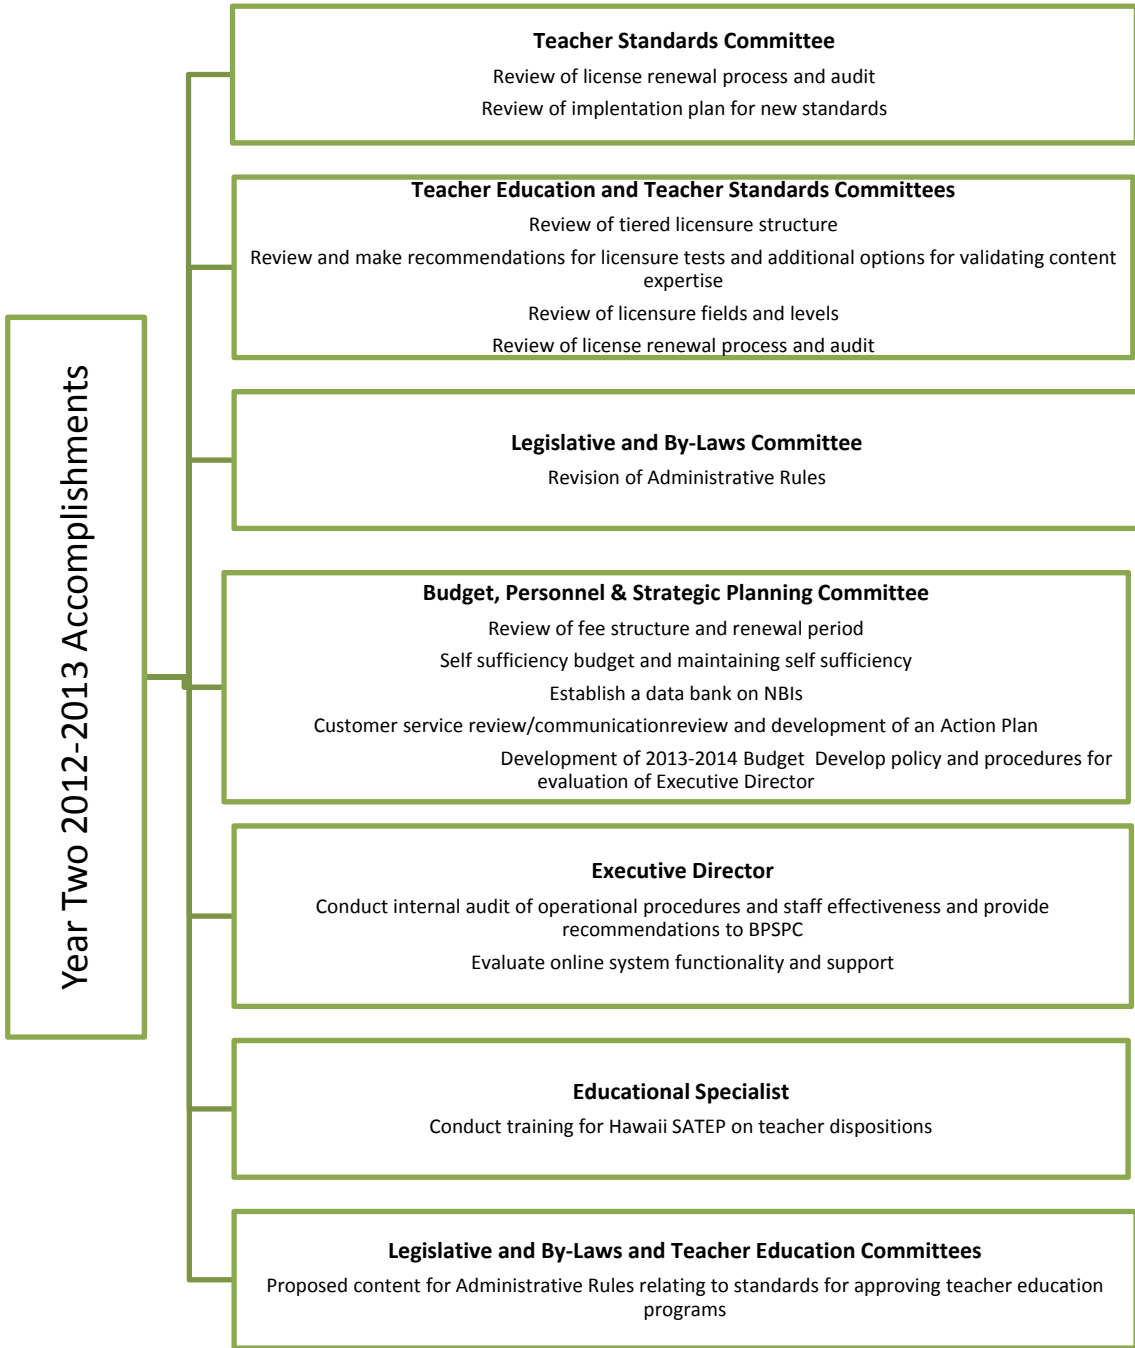 Year Two 2012-2013 Accomplishments
Teacher Standards Committee
Review of license renewal process and audit
Review of implentation plan for new standards
Teacher Education and Teacher Standards Committees
Review of tiered licensure structure
Review and make recommendations for licensure tests and additional options for validating content
expertise
Review of licensure fields and levels
Review of license renewal process and audit
Legislative and By-Laws Committee
Revision of Administrative Rules
Budget, Personnel & Strategic Planning Committee
Review of fee structure and renewal period
Self sufficiency budget and maintaining self sufficiency
Establish a data bank on NBIs
Customer service review/communicationreview and development of an Action Plan
Development of 2013-2014 Budget  Develop policy and procedures for
evaluation of Executive Director
Executive Director
Conduct internal audit of operational procedures and staff effectiveness and provide
recommendations to BPSPC
Evaluate online system functionality and support
Educational Specialist
Conduct training for Hawaii SATEP on teacher dispositions
Legislative and By-Laws and Teacher Education Committees
Proposed content for Administrative Rules relating to standards for approving teacher education
programs